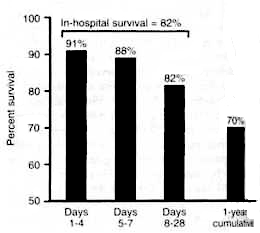 In-hospital survival = 82%
100
90
80
70
60
50
Percent survival
91%
88%
82%
70%
Days
1-4
Days
5-7
Days
8-28
1-year
cumulative